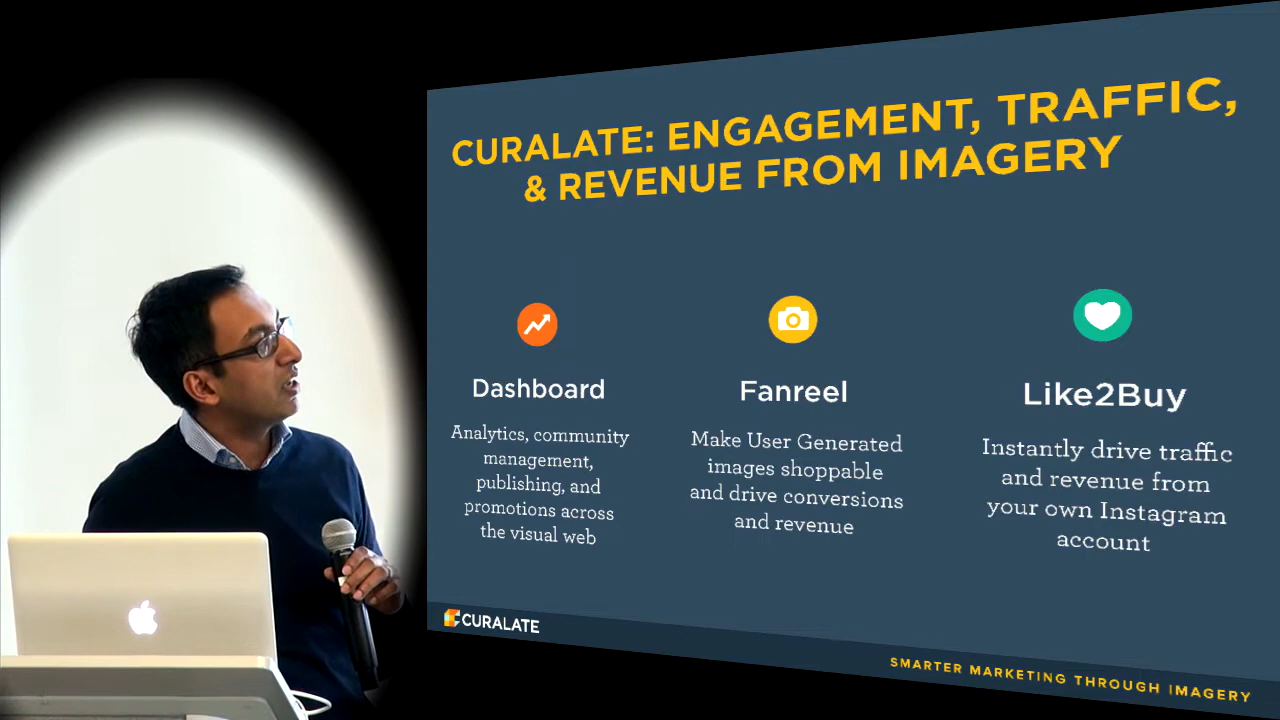 CURALATE: ENGAGEMENT, TRAFFIC,
& REVENUE FROM IMAGERY
Dashboard
Analytics, community
management,
publishing, and
promotions across
the visual web
Fanreel
Make User Generated
images shoppable
and drive conversions
and revenue
Like2Buy
Instantly drive traffic
and revenue from
your own Instagram
account
CURALATE
SMARTER MARKETING THROUGH IMAGERY